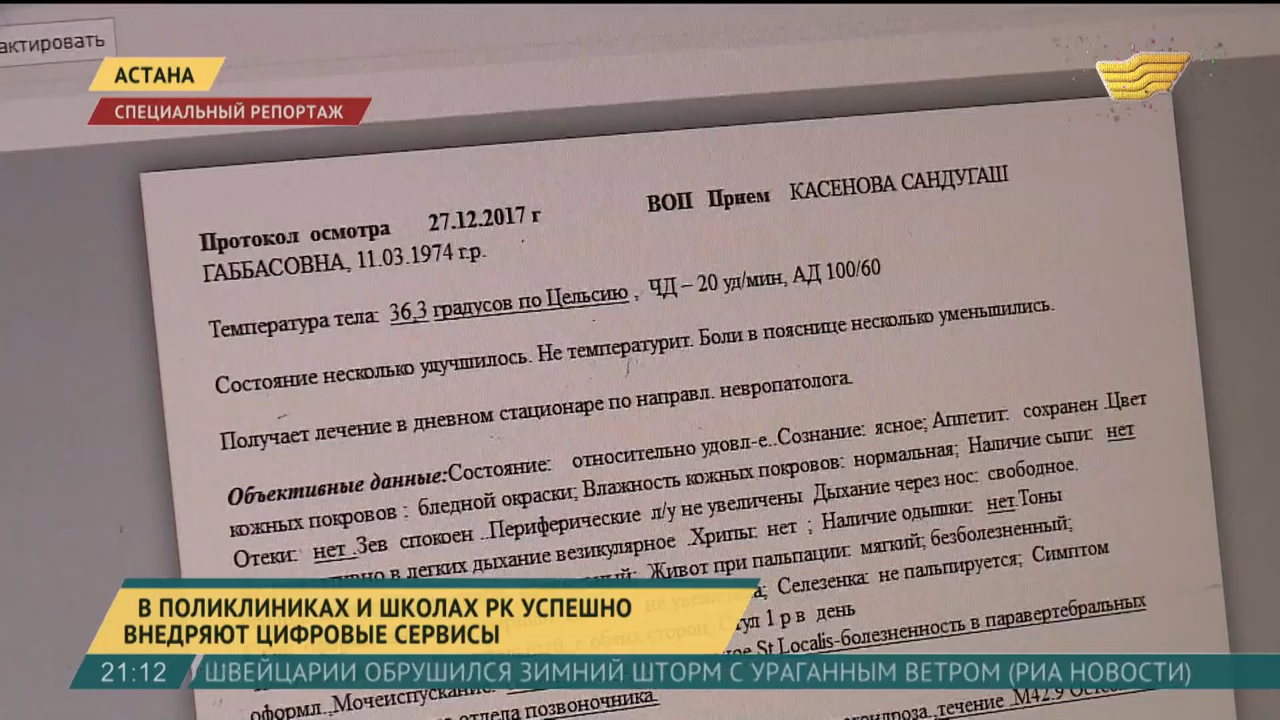 актировать
АСТАНА
СПЕЦИАЛЬНЫЙ РЕПОРТАЖ
Протокол осмотра 27.12.2017 г ВОП Прием КАСЕНОВА САНДУГАШ
ГАББАСОВНА, 11.03.1974 г.р.
Температура тела: 36,3 градусов по Цельсию , ЧД – 20 уд/мин, АД 100/60
Состояние несколько улучшилось. Не температурит. Боли в пояснице несколько уменьшились.
Получает лечение в дневном стационаре по направл. невропатолога.
Объективные данные:Состояние: относительно удовл-е..Сознание: ясное; Аппетит: сохранен .Цвет
кожных покровов : бледной окраски; Влажность кожных покровов: нормальная; Наличие сыпи: нет
Отеки: нет .Зев спокоен ..Периферические л/у не увеличены Дыхание через нос: свободное.
в легких дыхание везикулярное .Хрипы: нет ; Наличие одышки: нет.Тоны
Живот при пальпации: мягкий; безболезненный;
Селезенка: не пальпируется; Симптом
с обеих сторон. Стул 1 р в день
St Localis-болезненность в паравертебральных
оформл.,Мочеиспускание:
отдела позвоночника.
течение M42.9
В ПОЛИКЛИНИКАХ И ШКОЛАХ РК УСПЕШНО
ВНЕДРЯЮТ ЦИФРОВЫЕ СЕРВИСЫ
21:12 ШВЕЙЦАРИИ ОБРУШИЛСЯ ЗИМНИЙ ШТОРМ С УРАГАННЫМ ВЕТРОМ (РИА НОВОСТИ)